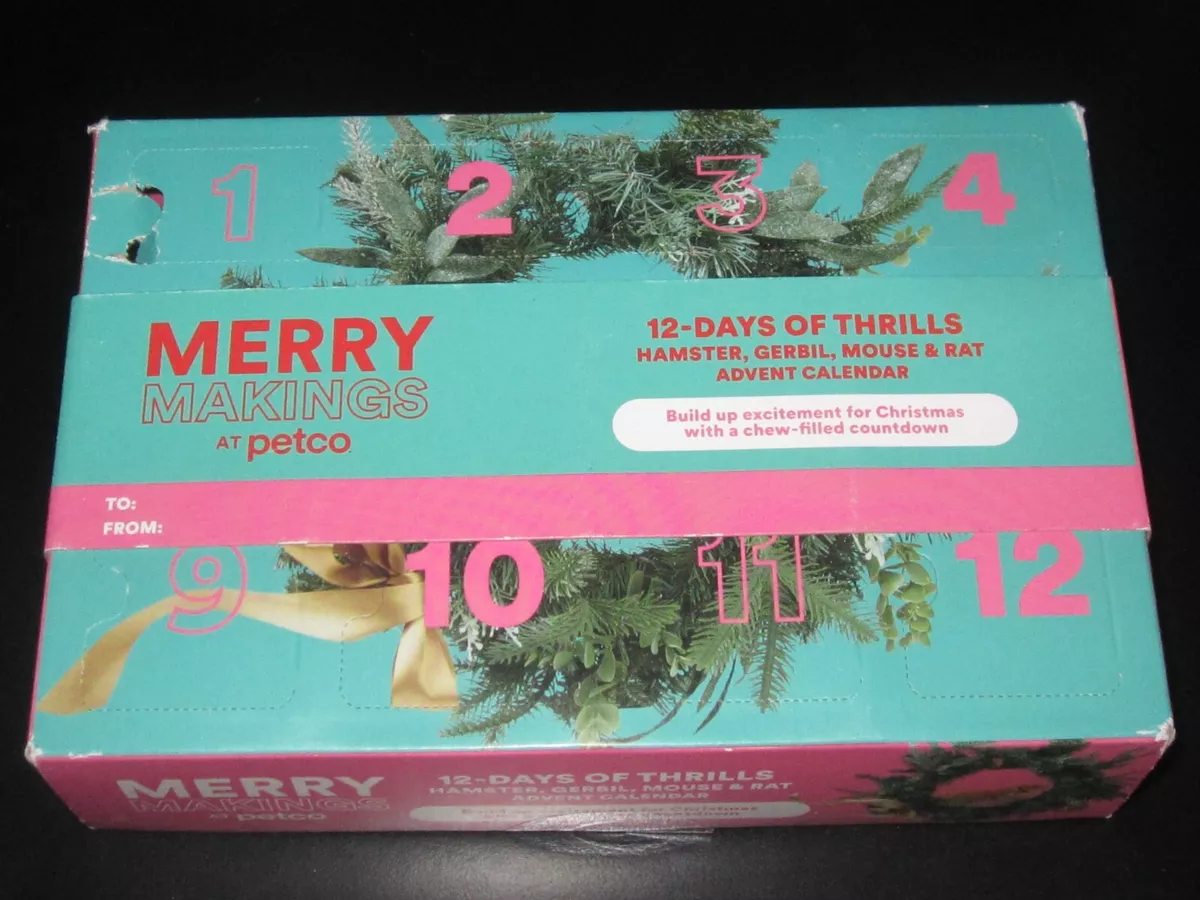 1 2 3 4
MERRY
MAKINGS
AT petco
12-DAYS OF THRILLS
HAMSTER, GERBIL, MOUSE & RAT
ADVENT CALENDAR
Build up excitement for Christmas
with a chew-filled countdown
TO:
FROM:
9 10 11 12
MERRY
MAKINGS
AT petco
12-DAYS OF THRILLS
HAMSTER, GERBIL, MOUSE & RAT
ADVENT CALENDAR